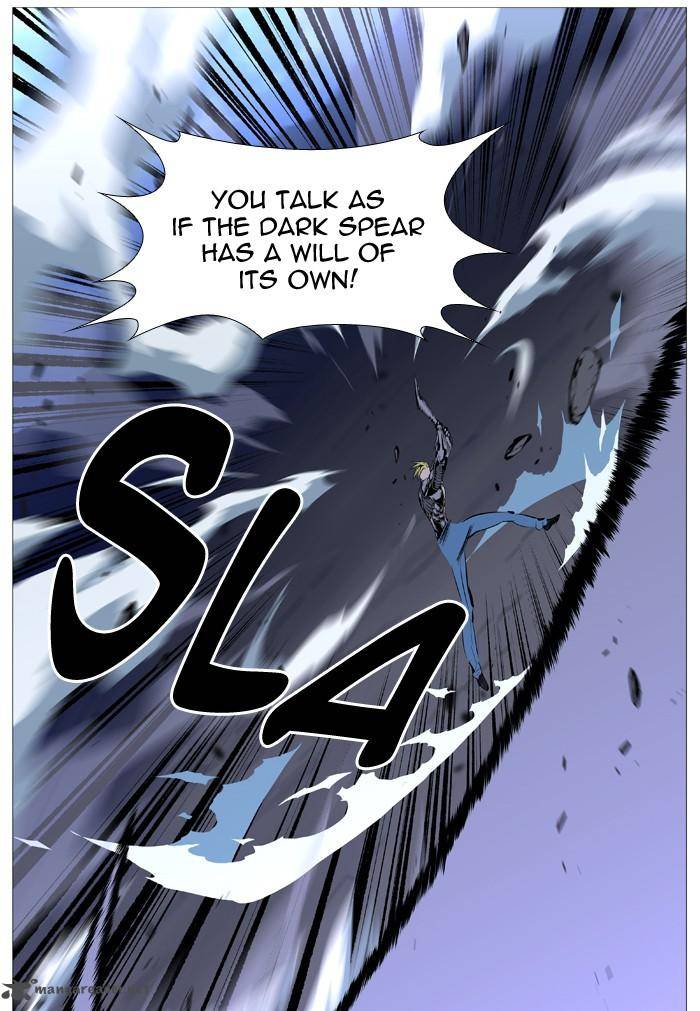 YOU TALK AS
IF THE DARK SPEAR
HAS A WILL OF
ITS OWN!
SLA